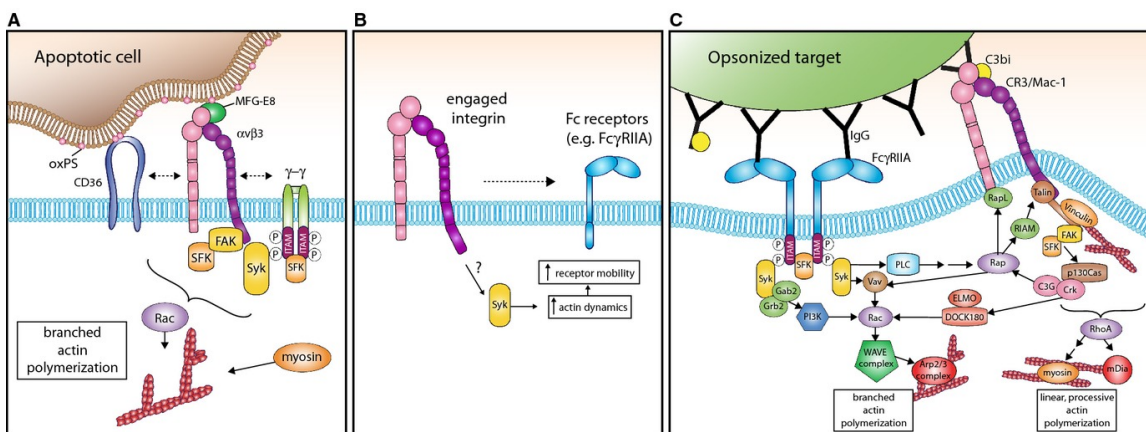 A
Apoptotic cell
MFG-E8
αvβ3
oxPS
CD36
γ–γ
ITAM
ITAM
P
P
P
P
FAK
SFK
Syk
SFK
Rac
branched
actin
polymerization
myosin
B
engaged
integrin
Fc receptors
(e.g. FcγRIIA)
?
Syk
↑ receptor mobility
↑ actin dynamics
C
Opsonized target
C3bi
CR3/Mac-1
IgG
FcγRIIA
RapL
Talin
Vinculin
RIAM
FAK
SFK
P
P
P
P
ITAM
ITAM
SFK
Syk
Syk
PLC
Rap
p130Cas
Gab2
Grb2
Vav
C3G
Crk
ELMO
DOCK180
PI3K
Rac
RhoA
WAVE
complex
Arp2/3
complex
myosin
mDia
branched
actin
polymerization
linear, processive
actin
polymerization